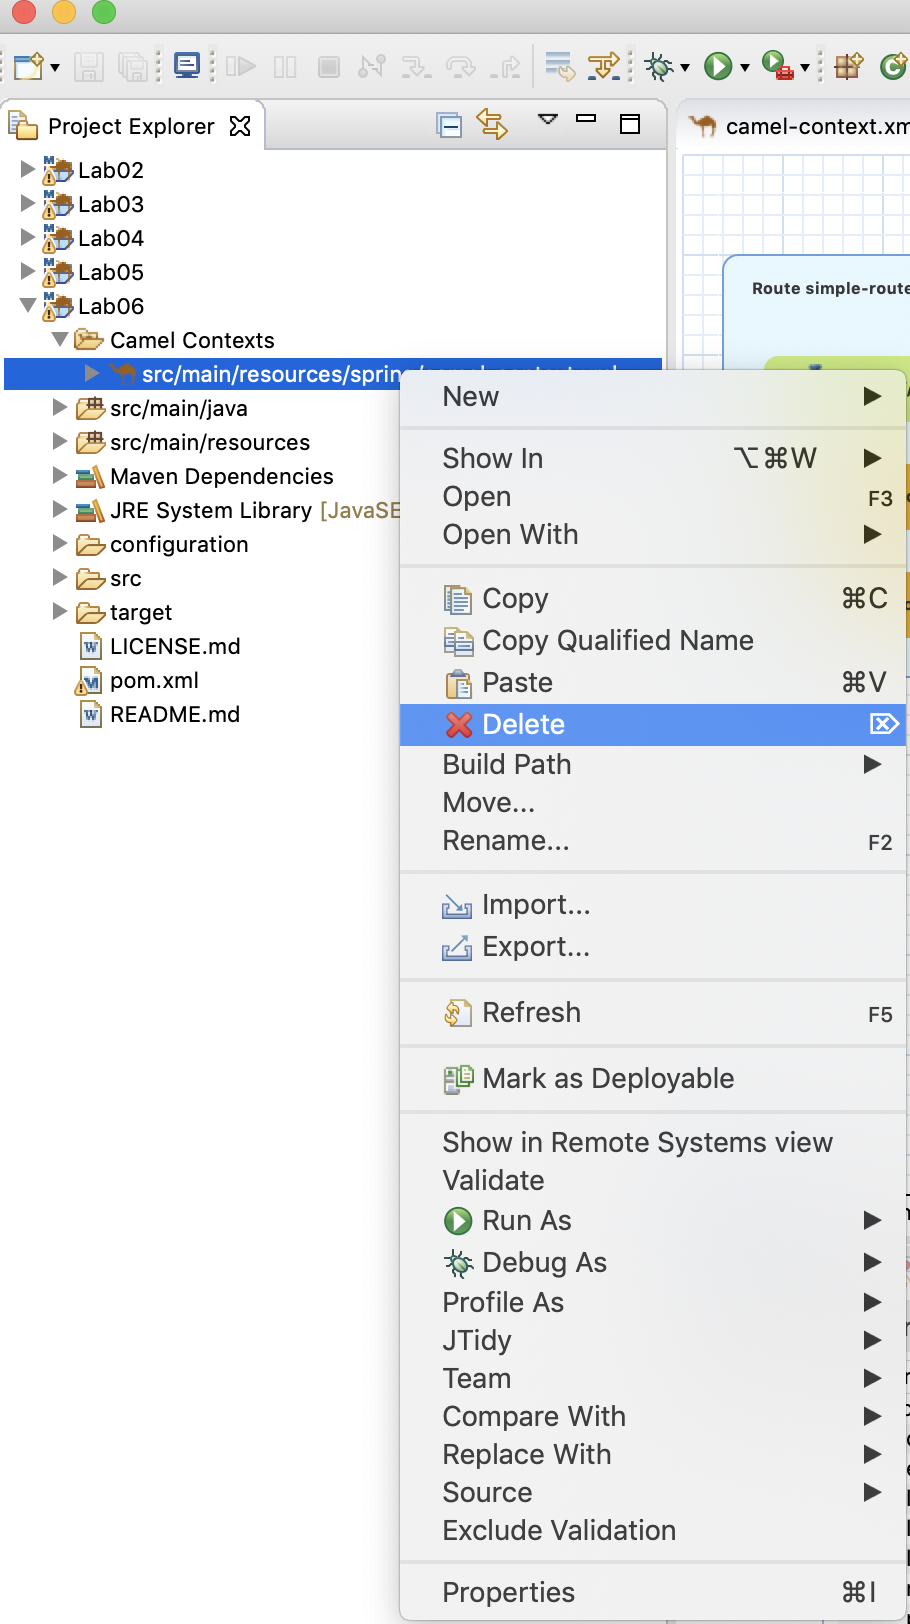 Project Explorer
camel-context.xm
Lab02
Lab03
Lab04
Lab05
Lab06
Camel Contexts
src/main/resources/spring
src/main/java
src/main/resources
Maven Dependencies
JRE System Library [JavaSE
configuration
src
target
LICENSE.md
pom.xml
README.md
Route simple-route
New
Show In ⌥⌘W
Open F3
Open With
Copy ⌘C
Copy Qualified Name
Paste ⌘V
Delete ⌦
Build Path
Move...
Rename... F2
Import...
Export...
Refresh F5
Mark as Deployable
Show in Remote Systems view
Validate
Run As
Debug As
Profile As
JTidy
Team
Compare With
Replace With
Source
Exclude Validation
Properties ⌘I